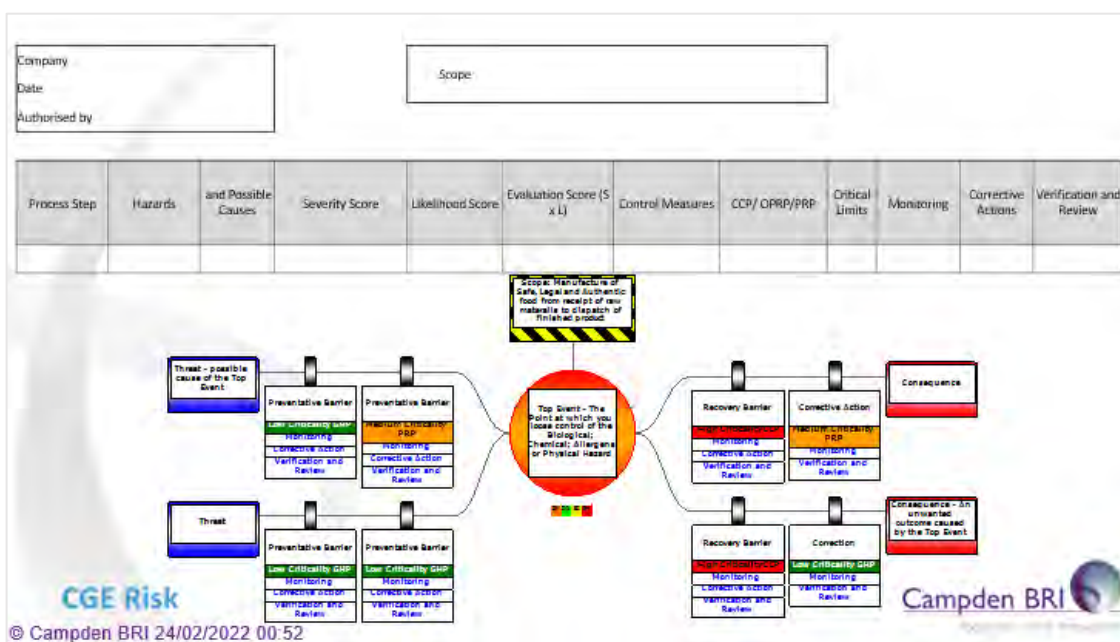 Company
Date
Authorised by
Scope
Process Step
Hazards
and Possible
Causes
Severity Score
Likelihood Score
Evaluation Score (S
x L)
Control Measures
CCP/ OPRP/PRP
Critical
Limits
Monitoring
Corrective
Actions
Verification and
Review
Scope: Manufacture of
Safe, Legal and Authentic
food from receipt of raw
materails to dispatch of
finished product
Threat - possible
cause of the Top
Event
Preventative Barrier
Low Criticality GHP
Monitoring
Corrective Action
Verification and
Review
Preventative Barrier
Medium Criticality
PRP
Monitoring
Corrective Action
Verification and
Review
Top Event - The
Point at which you
loose control of the
Biological;
Chemical; Allergens
or Physical Hazard
Recovery Barrier
High Criticality CCP
Monitoring
Corrective Action
Verification and
Review
Corrective Action
Medium Criticality
PRP
Monitoring
Verification and
Review
Consequence
Threat
Preventative Barrier
Low Criticality GHP
Monitoring
Corrective Action
Verification and
Review
Preventative Barrier
Low Criticality GHP
Monitoring
Corrective Action
Verification and
Review
Recovery Barrier
High Criticality CCP
Monitoring
Corrective Action
Verification and
Review
Correction
Low Criticality GHP
Monitoring
Verification and
Review
Consequence - An
unwanted
outcome caused
by the Top Event
CGE Risk
Campden BRI
© Campden BRI 24/02/2022 00:52